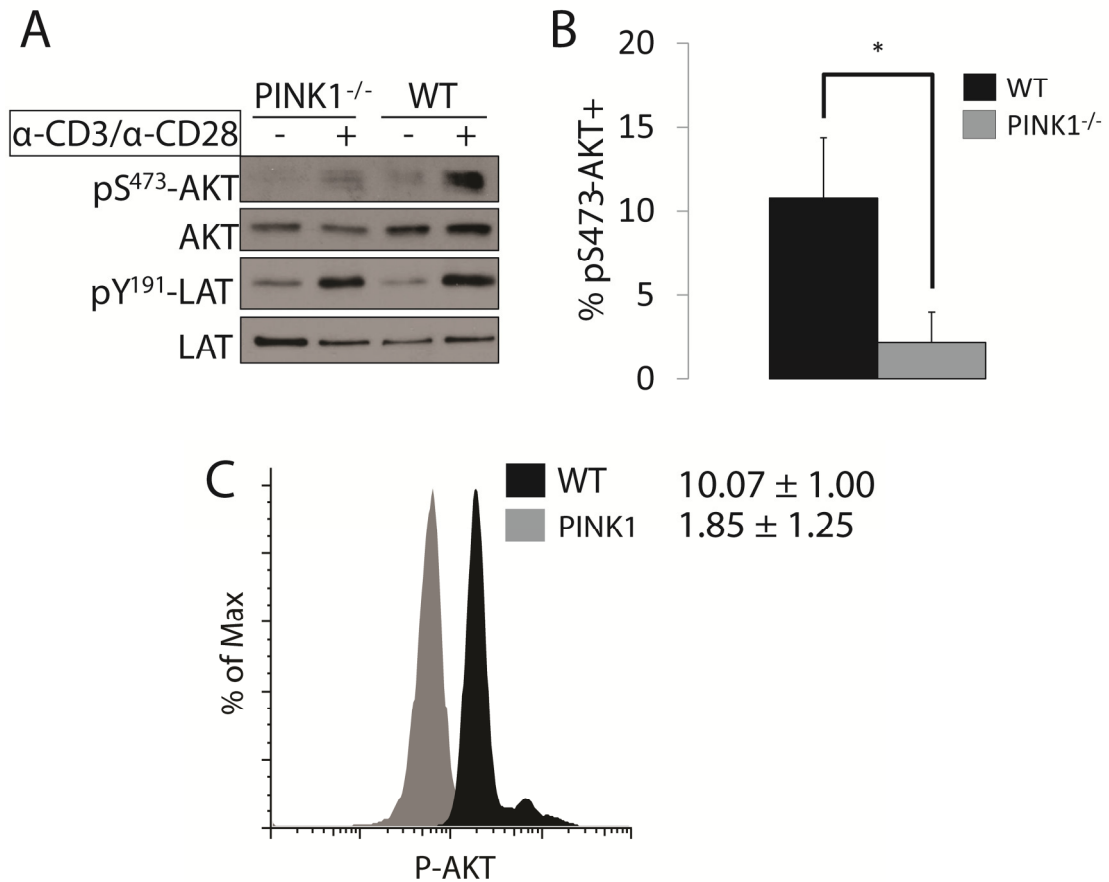 A
PINK1-/- WT
α-CD3/α-CD28 - + - +
pS473-AKT
AKT
pY191-LAT
LAT
B
20
15
10
5
0
% pS473-AKT+
*
WT
PINK1-/-
C
WT 10.07 ± 1.00
PINK1 1.85 ± 1.25
% of Max
P-AKT